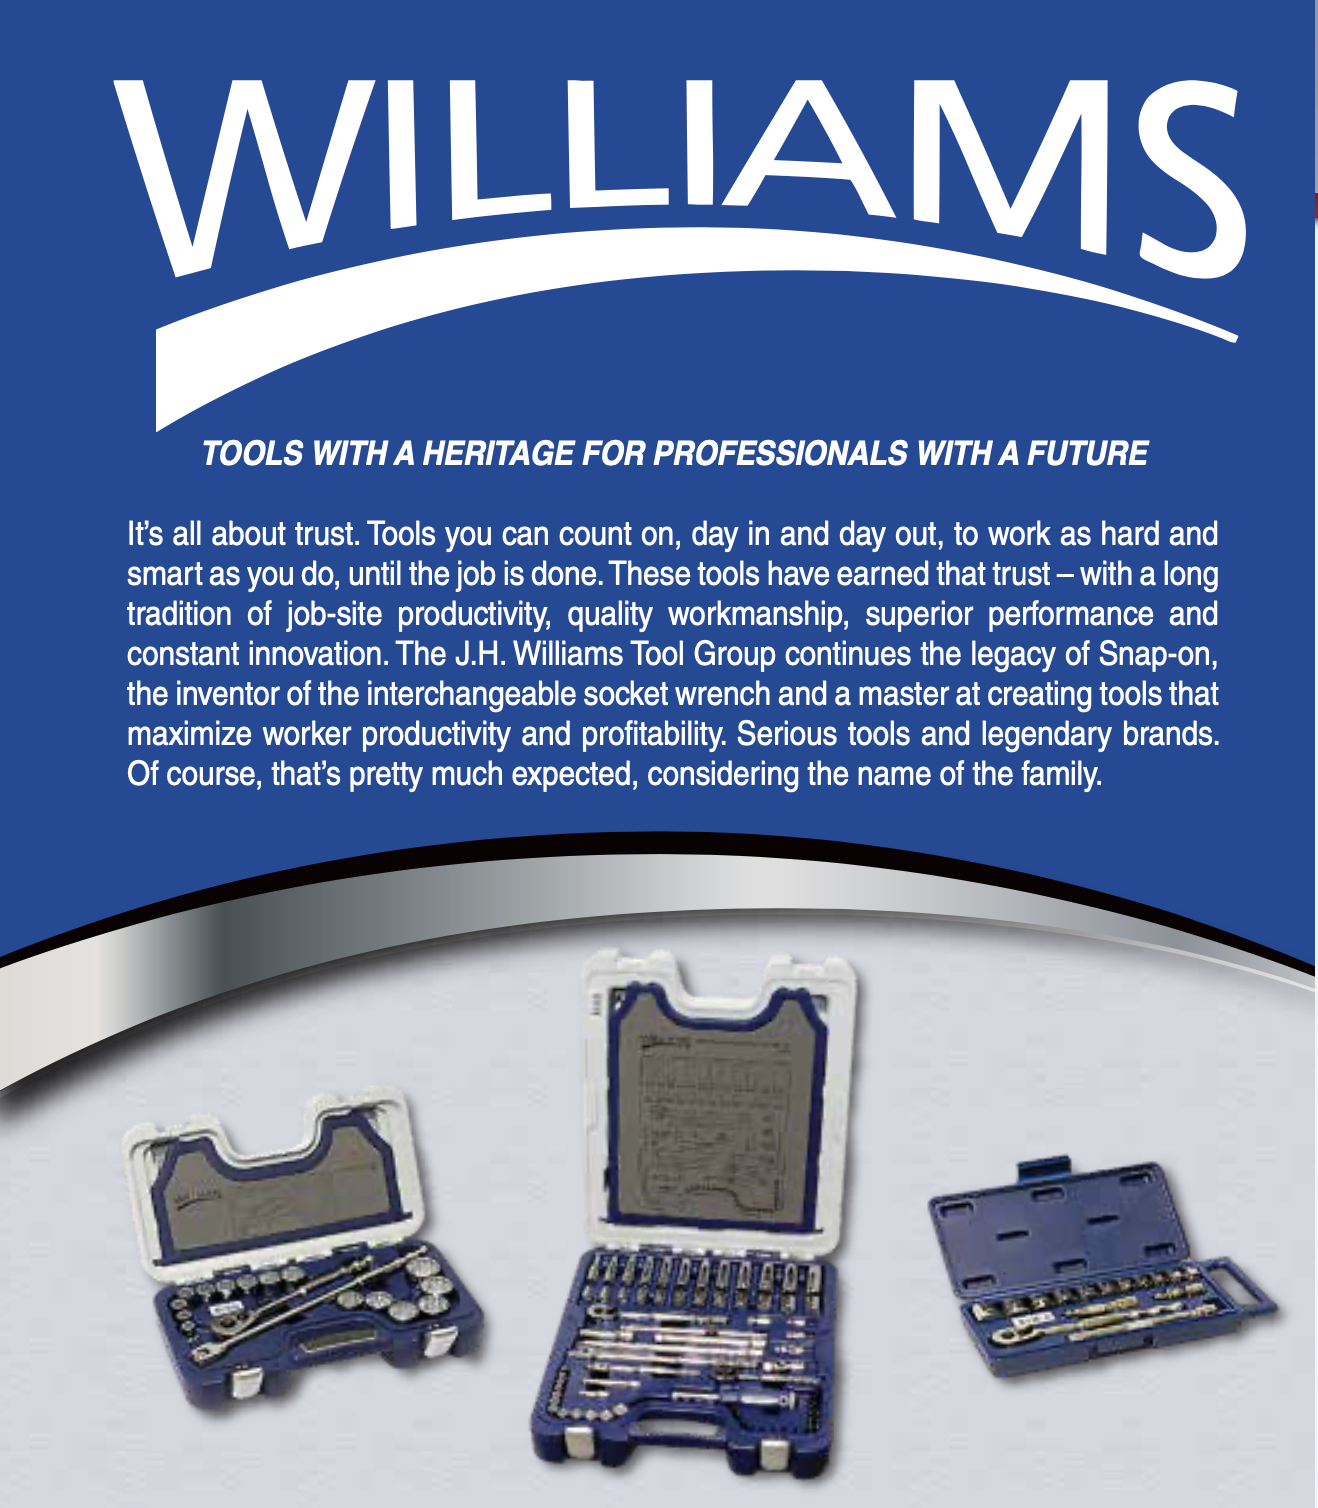 WILLIAMS
TOOLS WITH A HERITAGE FOR PROFESSIONALS WITH A FUTURE
It’s all about trust. Tools you can count on, day in and day out, to work as hard and
smart as you do, until the job is done. These tools have earned that trust – with a long
tradition of job-site productivity, quality workmanship, superior performance and
constant innovation. The J.H. Williams Tool Group continues the legacy of Snap-on,
the inventor of the interchangeable socket wrench and a master at creating tools that
maximize worker productivity and profitability. Serious tools and legendary brands.
Of course, that’s pretty much expected, considering the name of the family.